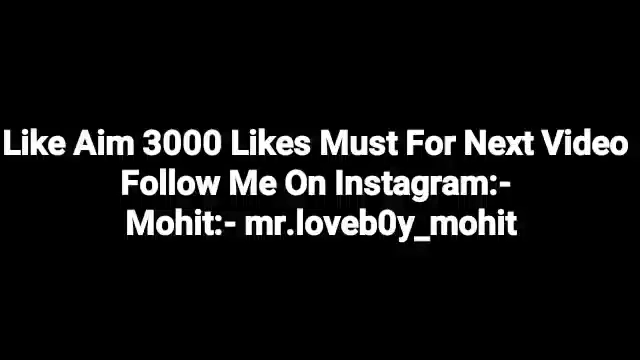 Like Aim 3000 Likes Must For Next Video
Follow Me On Instagram:-
Mohit:- mr.loveb0y_mohit